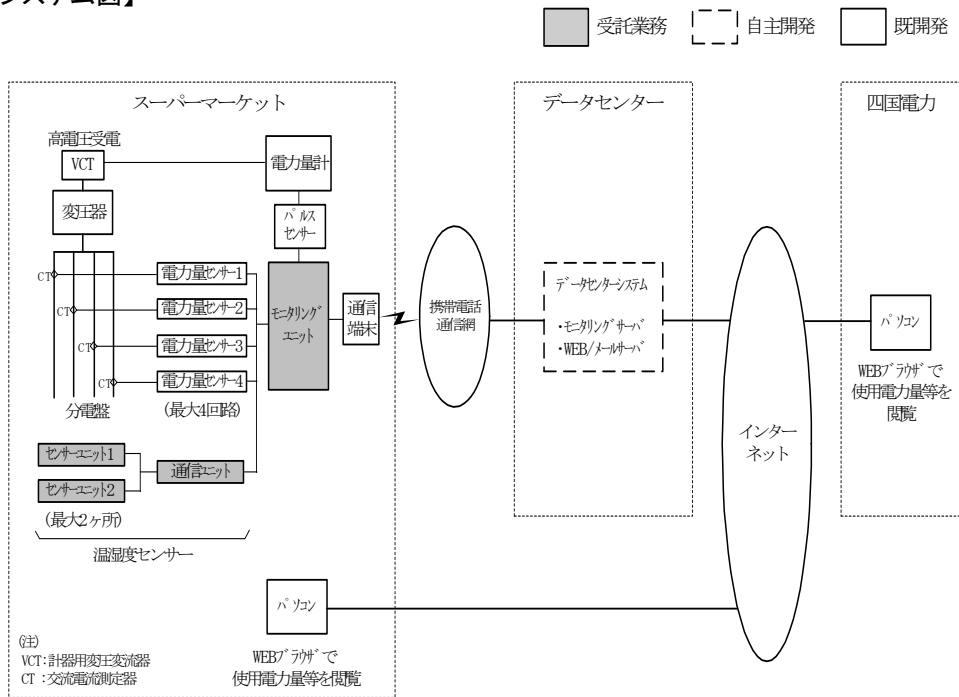 ステム図】
受託業務
自主開発
既開発
スーパーマーケット
データセンター
四国電力
高電圧受電
VCT
電力量計
変圧器
パルス
センサー
CT
電力量センサー1
CT
電力量センサー2
CT
電力量センサー3
CT
電力量センサー4
モニタリング
ユニット
通信
端末
携帯電話
通信網
データセンターシステム
・モニタリングサーバ
・WEB/メールサーバ
パソコン
WEBブラウザで
使用電力量等を
閲覧
分電盤
(最大4回路)
インター
ネット
センサーユニット1
通信ユニット
センサーユニット2
(最大2ヶ所)
温湿度センサー
パソコン
WEBブラウザで
使用電力量等を閲覧
(注)
VCT:計器用変圧変流器
CT :交流電流測定器